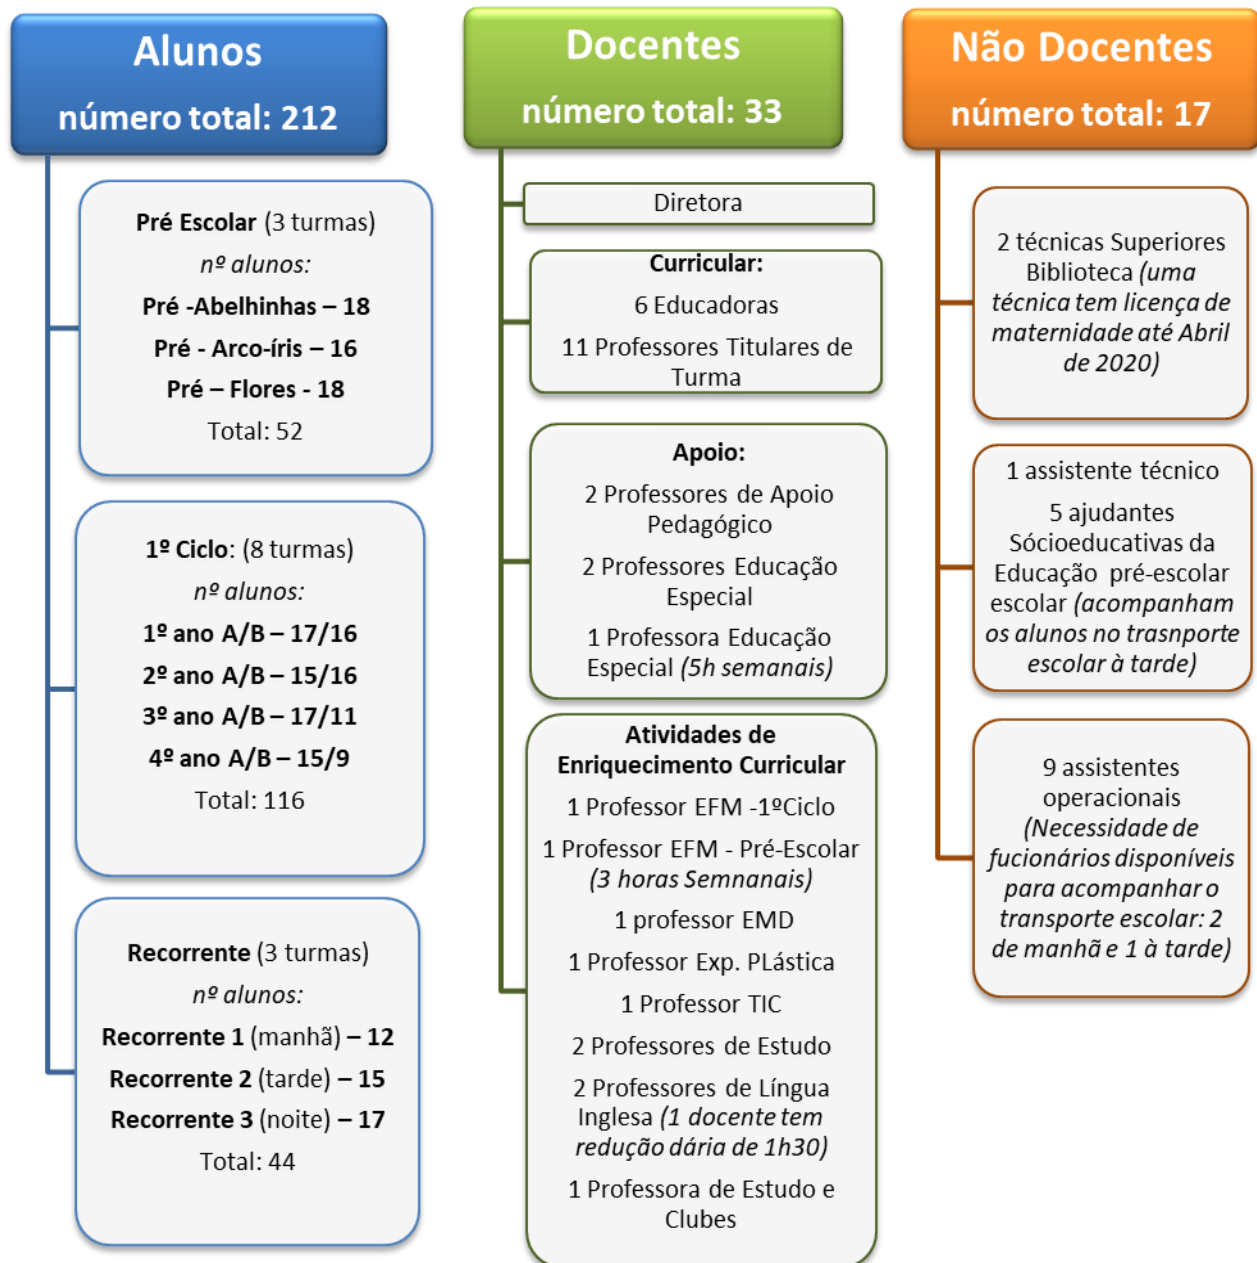 Alunos
número total: 212
Pré Escolar (3 turmas)
nº alunos:
Pré -Abelhinhas – 18
Pré - Arco-íris – 16
Pré – Flores - 18
Total: 52
1º Ciclo: (8 turmas)
nº alunos:
1º ano A/B – 17/16
2º ano A/B – 15/16
3º ano A/B – 17/11
4º ano A/B – 15/9
Total: 116
Recorrente (3 turmas)
nº alunos:
Recorrente 1 (manhã) – 12
Recorrente 2 (tarde) – 15
Recorrente 3 (noite) – 17
Total: 44
Docentes
número total: 33
Diretora
Curricular:
6 Educadoras
11 Professores Titulares de
Turma
Apoio:
2 Professores de Apoio
Pedagógico
2 Professores Educação
Especial
1 Professora Educação
Especial (5h semanais)
Atividades de
Enriquecimento Curricular
1 Professor EFM -1ºCiclo
1 Professor EFM - Pré-Escolar
(3 horas Semnanais)
1 professor EMD
1 Professor Exp. PLástica
1 Professor TIC
2 Professores de Estudo
2 Professores de Língua
Inglesa (1 docente tem
redução dária de 1h30)
1 Professora de Estudo e
Clubes
Não Docentes
número total: 17
2 técnicas Superiores
Biblioteca (uma
técnica tem licença de
maternidade até Abril
de 2020)
1 assistente técnico
5 ajudantes
Sócioeducativas da
Educação pré-escolar
escolar (acompanham
os alunos no trasnporte
escolar à tarde)
9 assistentes
operacionais
(Necessidade de
fucionários disponíveis
para acompanhar o
transporte escolar: 2
de manhã e 1 à tarde)